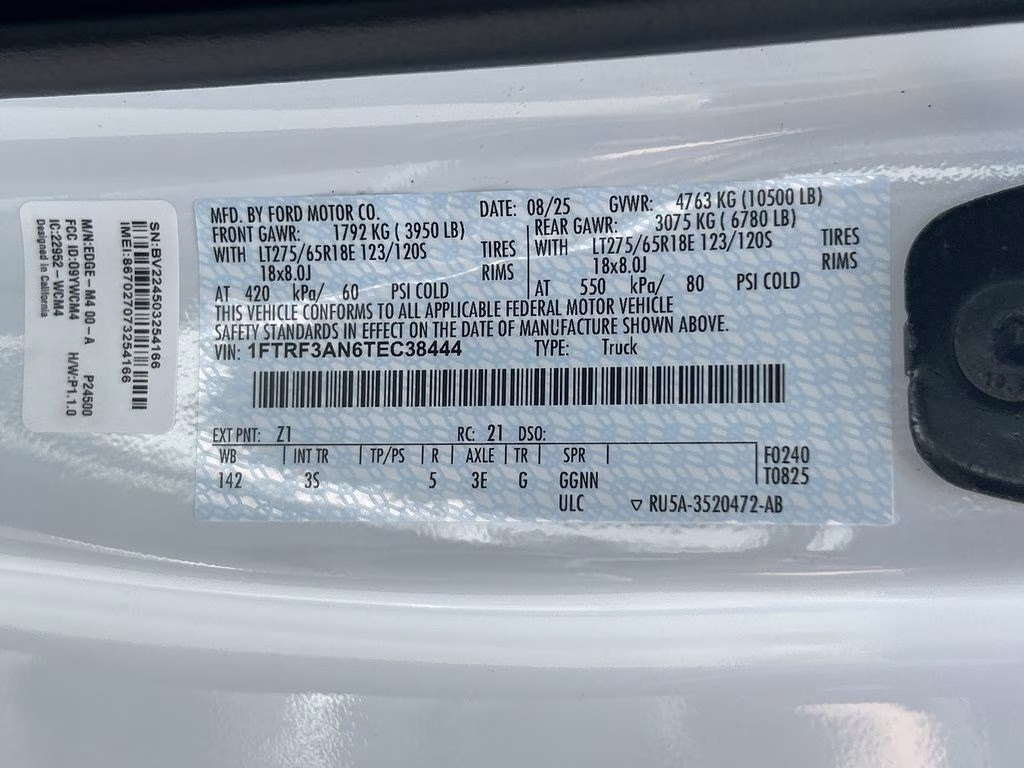 SN:BV22450325​4166
IMEI:867027073254166
M/N:EDGE-M4 00-A P24500
FCC ID:09YWCM4 H/W:P1.1.0
IC:22952-WCM4
Designed in California
MFD. BY FORD MOTOR CO. DATE: 08/25 GVWR: 4763 KG (10500 LB)
FRONT GAWR: 1792 KG ( 3950 LB) REAR GAWR: 3075 KG ( 6780 LB)
WITH LT275/65R18E 123/120S TIRES WITH LT275/65R18E 123/120S TIRES
18x8.0J RIMS 18x8.0J RIMS
AT 420 kPa/ 60 PSI COLD AT 550 kPa/ 80 PSI COLD
THIS VEHICLE CONFORMS TO ALL APPLICABLE FEDERAL MOTOR VEHICLE
SAFETY STANDARDS IN EFFECT ON THE DATE OF MANUFACTURE SHOWN ABOVE.
VIN: 1FTRF3AN6TEC38444 TYPE: Truck
EXT PNT: Z1 RC: 21 DSO:
WB | INT TR | TP/PS | R | AXLE | TR | SPR | F0240
142 3S 5 3E G GGNN T0825
ULC ▽ RU5A-3520472-AB